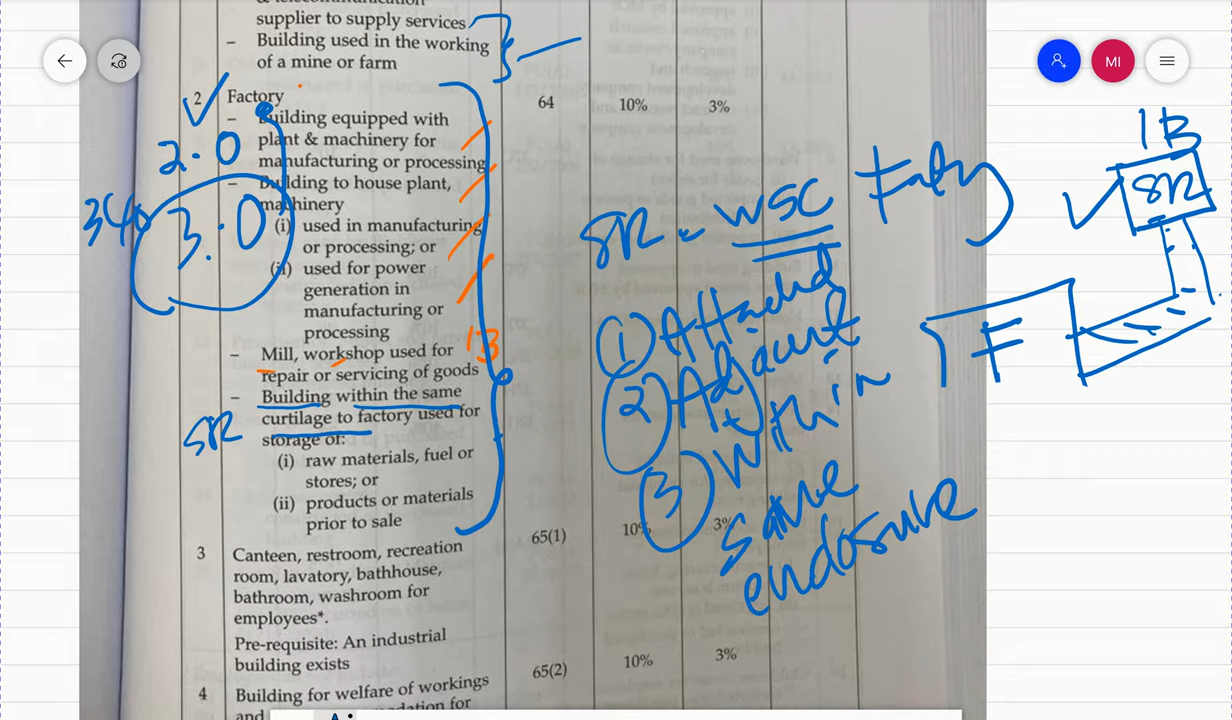 supplier to supply services
– Building used in the working
of a mine or farm
2 Factory 64 10% 3%
– Building equipped with
plant & machinery for
manufacturing or processing
– Building to house plant,
machinery
(i) used in manufacturing
or processing; or
(ii) used for power
generation in
manufacturing or
processing
– Mill, workshop used for
repair or servicing of goods
– Building within the same
curtilage to factory used for
storage of:
(i) raw materials, fuel or
stores; or
(ii) products or materials
prior to sale
3 Canteen, restroom, recreation 65(1) 10% 3%
room, lavatory, bathhouse,
bathroom, washroom for
employees*.
Pre-requisite: An industrial
building exists
4 Building for welfare of workings 65(2) 10% 3%
and
2.0
3.0
IB
SR
SR = WSC
① Attached
② Adjacent
③ Within
same
enclosure
IB
SR
F
MI